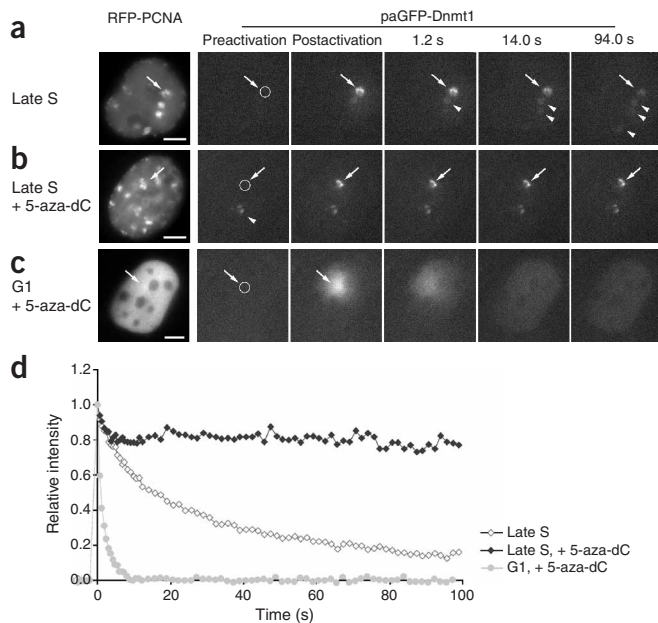 a
RFP-PCNA
paGFP-Dnmt1
Preactivation Postactivation 1.2 s 14.0 s 94.0 s
Late S
b
Late S
+ 5-aza-dC
c
G1
+ 5-aza-dC
d
Relative intensity
1.2
1.0
0.8
0.6
0.4
0.2
0.0
0 20 40 60 80 100
Time (s)
Late S
Late S, + 5-aza-dC
G1, + 5-aza-dC